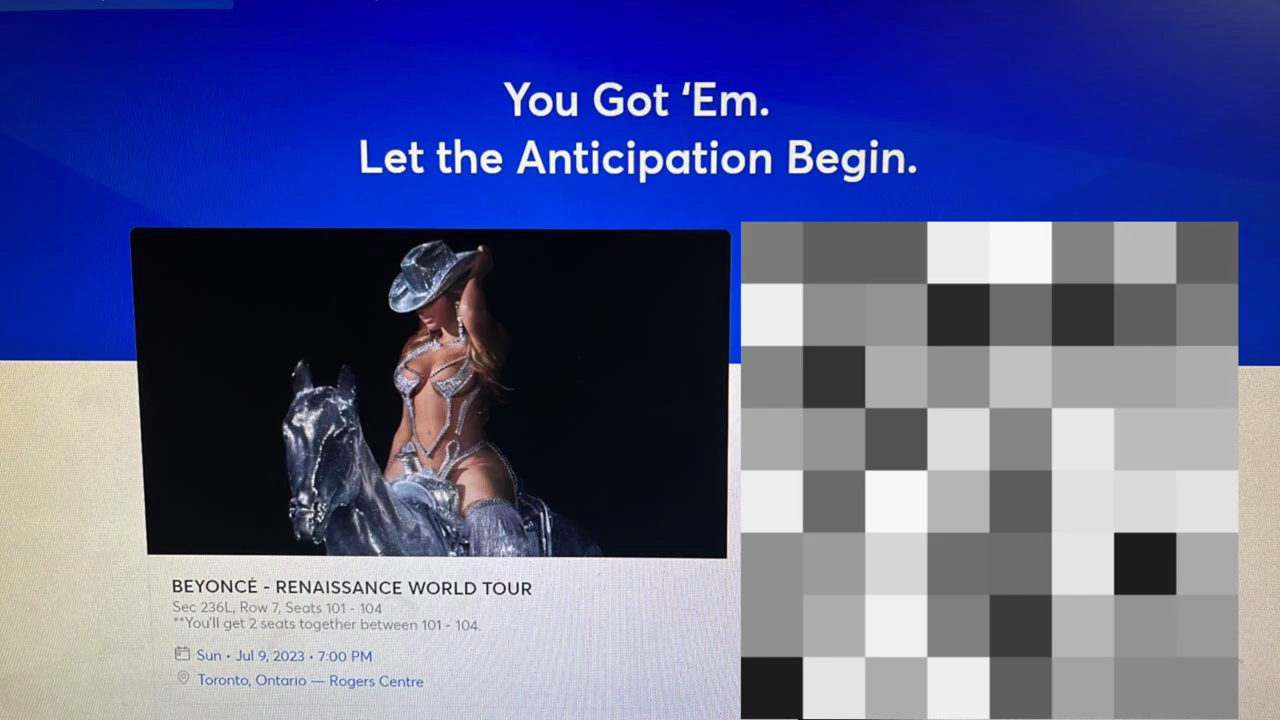 You Got ‘Em.
Let the Anticipation Begin.
BEYONCÉ - RENAISSANCE WORLD TOUR
Sec 236L, Row 7, Seats 101 - 104
**You'll get 2 seats together between 101 - 104.
Sun • Jul 9, 2023 • 7:00 PM
Toronto, Ontario — Rogers Centre